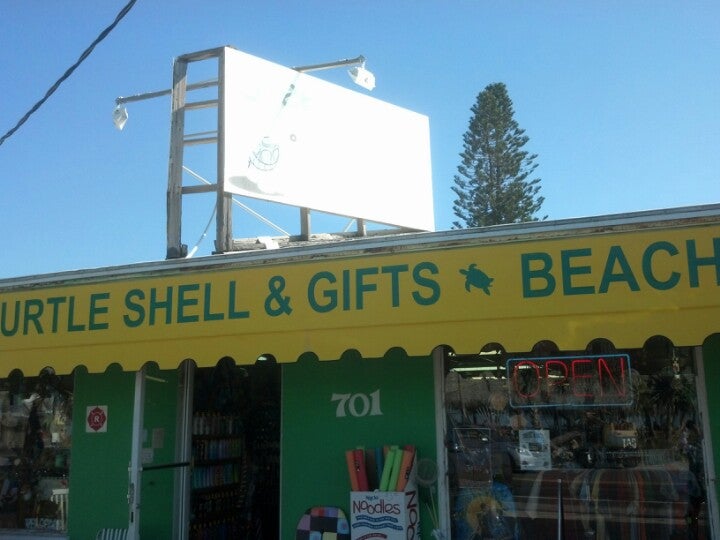 URTLE SHELL & GIFTS BEACH
OPEN
701
NOODLES